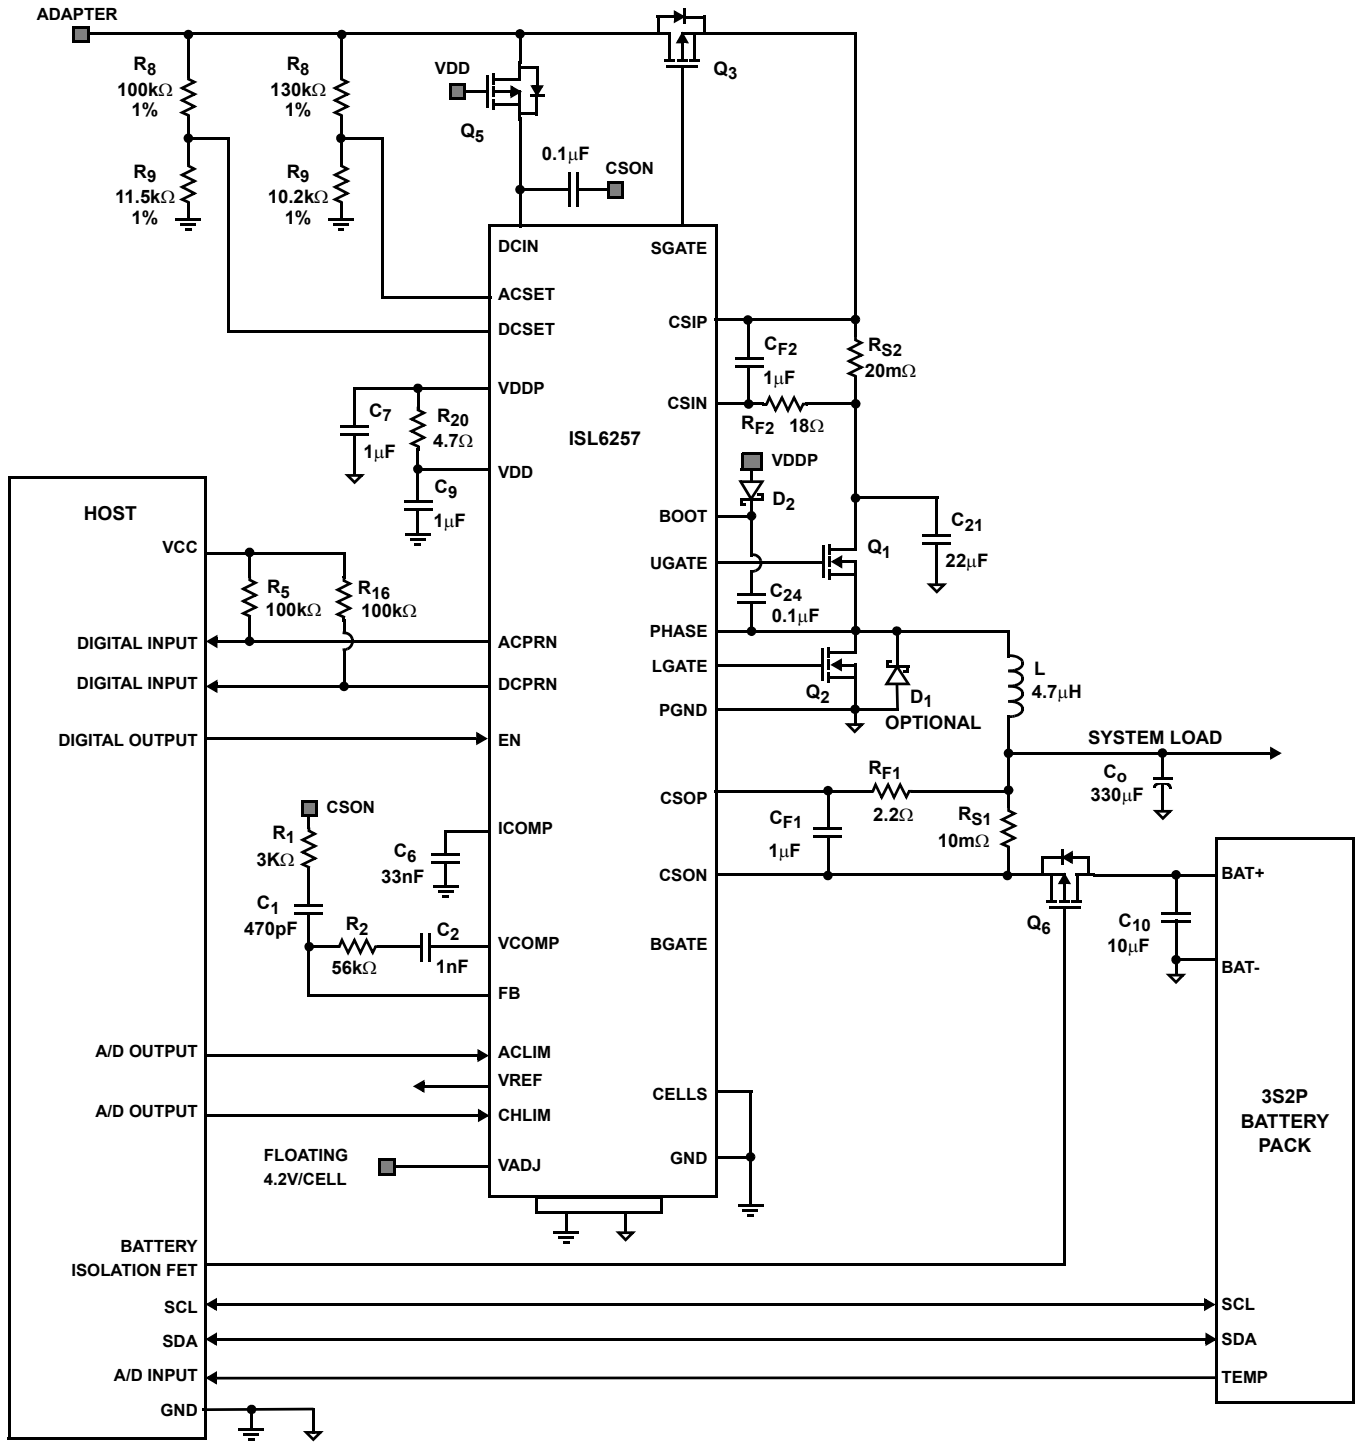 ADAPTER
R8
100kΩ
1%
R8
130kΩ
1%
VDD
Q5
Q3
R9
11.5kΩ
1%
R9
10.2kΩ
1%
0.1µF
CSON
DCIN
SGATE
ACSET
DCSET
CSIP
CF2
1µF
RS2
20mΩ
VDDP
CSIN
RF2
18Ω
C7
1µF
R20
4.7Ω
ISL6257
VDD
VDDP
D2
C9
1µF
BOOT
C21
22µF
HOST
VCC
UGATE
Q1
R5
100kΩ
R16
100kΩ
C24
0.1µF
DIGITAL INPUT
ACPRN
PHASE
LGATE
Q2
L
4.7µH
DIGITAL INPUT
DCPRN
PGND
D1
OPTIONAL
DIGITAL OUTPUT
EN
SYSTEM LOAD
Co
330µF
CSOP
RF1
2.2Ω
CSON
R1
3KΩ
ICOMP
CF1
1µF
RS1
10mΩ
C6
33nF
CSON
BAT+
C1
470pF
R2
56kΩ
C2
1nF
VCOMP
BGATE
Q6
C10
10µF
BAT-
FB
A/D OUTPUT
ACLIM
VREF
CELLS
A/D OUTPUT
CHLIM
3S2P
BATTERY
PACK
FLOATING
4.2V/CELL
VADJ
GND
BATTERY
ISOLATION FET
SCL
SCL
SDA
SDA
A/D INPUT
TEMP
GND